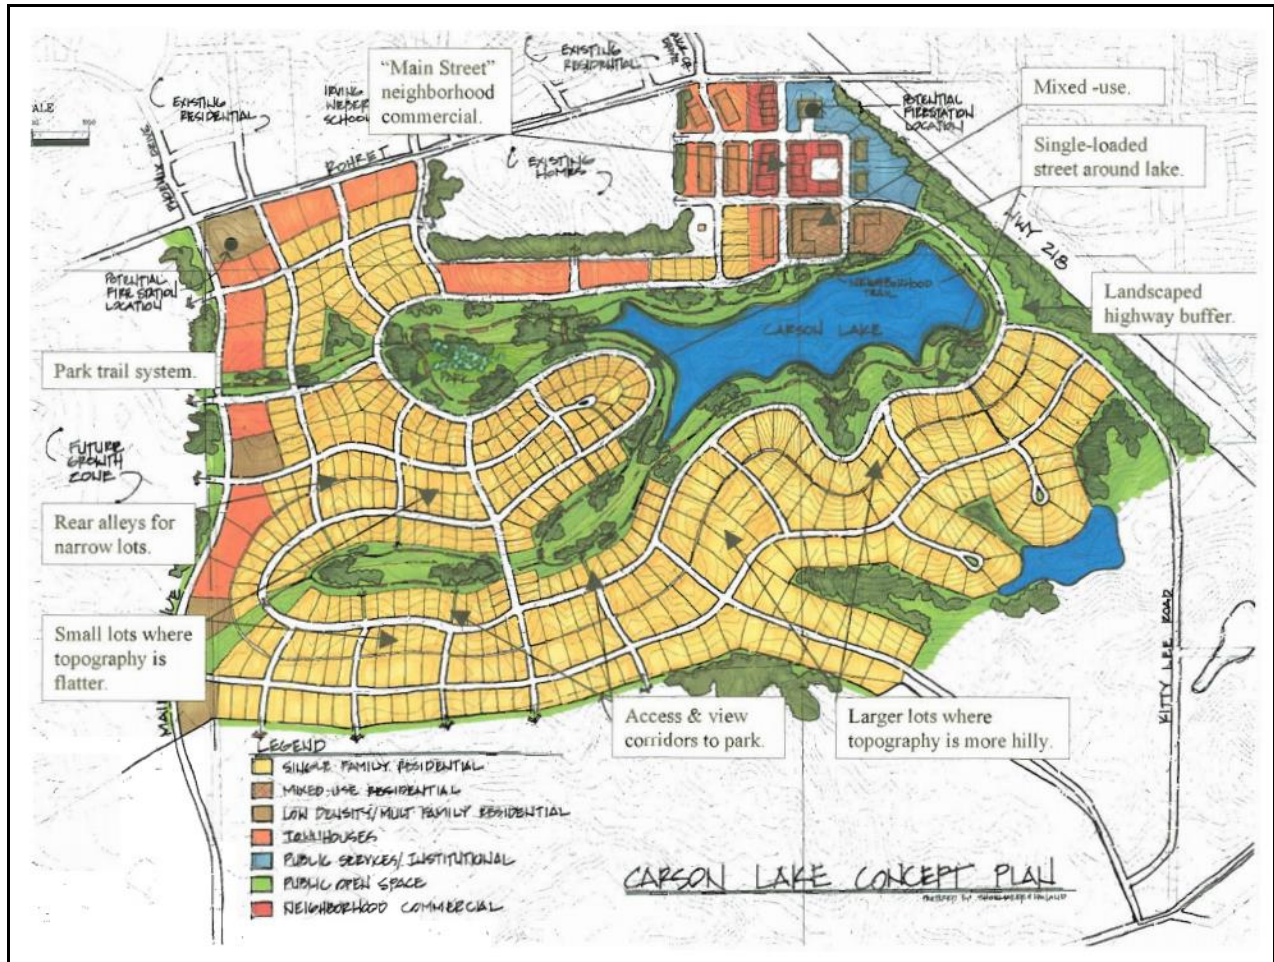 EXISTING
RESIDENTIAL
"Main Street"
neighborhood
commercial.
EXISTING
RESIDENTIAL
IRVING
WEBER
SCHOOL
ROHRET
EXISTING
HOMES
POTENTIAL
FIRESTATION
LOCATION
Mixed -use.
Single-loaded
street around lake.
HWY 218
Landscaped
highway buffer.
POTENTIAL
FIRE STATION
LOCATION
NEIGHBORHOOD
TRAIL
CARSON LAKE
Park trail system.
FUTURE
GROWTH
ZONE
Rear alleys for
narrow lots.
Small lots where
topography is
flatter.
Access & view
corridors to park.
Larger lots where
topography is more hilly.
KITTY LEE ROAD
LEGEND
SINGLE FAMILY RESIDENTIAL
MIXED-USE RESIDENTIAL
LOW DENSITY/MULT FAMILY RESIDENTIAL
TOWNHOUSES
PUBLIC SERVICES/INSTITUTIONAL
PUBLIC OPEN SPACE
NEIGHBORHOOD COMMERCIAL
CARSON LAKE CONCEPT PLAN
PREPARED BY